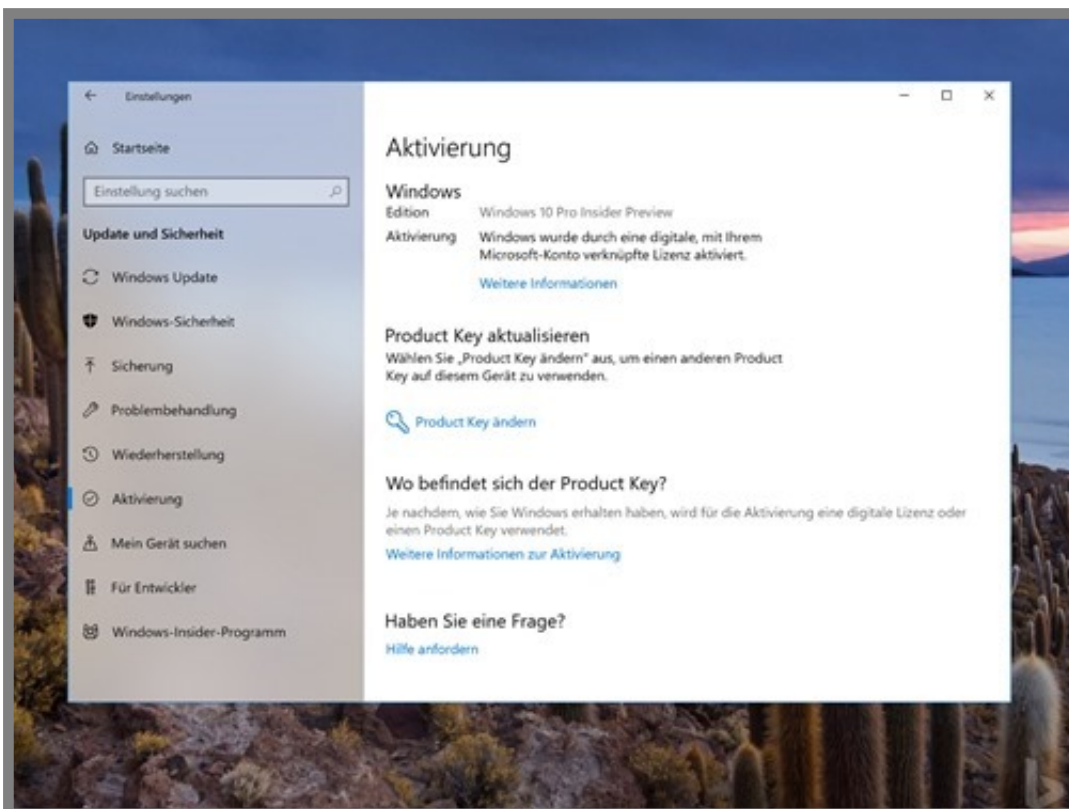 Einstellungen
Startseite
Einstellung suchen
Update und Sicherheit
Windows Update
Windows-Sicherheit
Sicherung
Problembehandlung
Wiederherstellung
Aktivierung
Mein Gerät suchen
Für Entwickler
Windows-Insider-Programm
Aktivierung
Windows
Edition Windows 10 Pro Insider Preview
Aktivierung Windows wurde durch eine digitale, mit Ihrem
Microsoft-Konto verknüpfte Lizenz aktiviert.
Weitere Informationen
Product Key aktualisieren
Wählen Sie „Product Key ändern“ aus, um einen anderen Product
Key auf diesem Gerät zu verwenden.
Product Key ändern
Wo befindet sich der Product Key?
Je nachdem, wie Sie Windows erhalten haben, wird für die Aktivierung eine digitale Lizenz oder
einen Product Key verwendet.
Weitere Informationen zur Aktivierung
Haben Sie eine Frage?
Hilfe anfordern